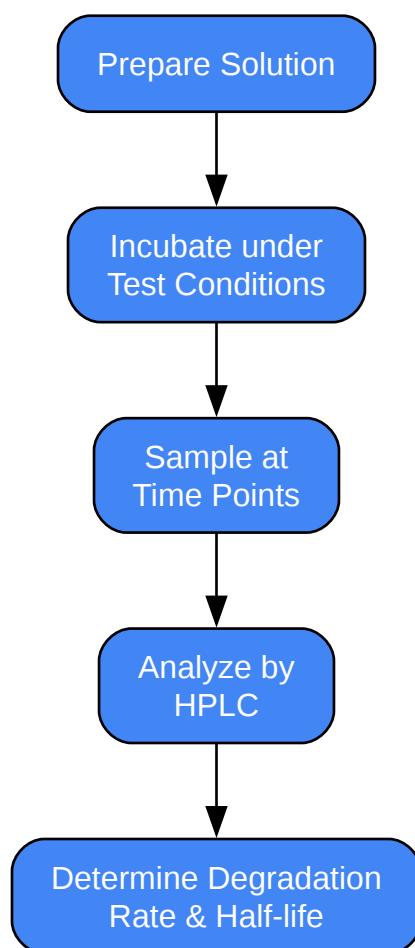 Prepare Solution
Incubate under
Test Conditions
Sample at
Time Points
Analyze by
HPLC
Determine Degradation
Rate & Half-life